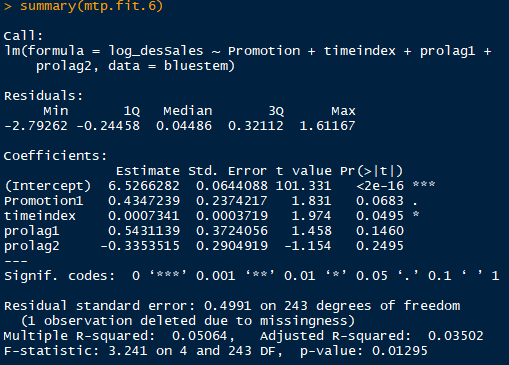 > summary(mtp.fit.6)
Call:
lm(formula = log_desSales ~ Promotion + timeindex + prolag1 +
    prolag2, data = bluestem)
Residuals:
     Min       1Q   Median       3Q      Max
-2.79262 -0.24458  0.04486  0.32112  1.61167
Coefficients:
              Estimate Std. Error t value Pr(>|t|)
(Intercept)  6.5266282  0.0644088 101.331   <2e-16 ***
Promotion1   0.4347239  0.2374217   1.831   0.0683 .
timeindex    0.0007341  0.0003719   1.974   0.0495 *
prolag1      0.5431139  0.3724056   1.458   0.1460
prolag2     -0.3353515  0.2904919  -1.154   0.2495
---
Signif. codes:  0 ‘***’ 0.001 ‘**’ 0.01 ‘*’ 0.05 ‘.’ 0.1 ‘ ’ 1
Residual standard error: 0.4991 on 243 degrees of freedom
  (1 observation deleted due to missingness)
Multiple R-squared:  0.05064,   Adjusted R-squared:  0.03502
F-statistic: 3.241 on 4 and 243 DF,  p-value: 0.01295